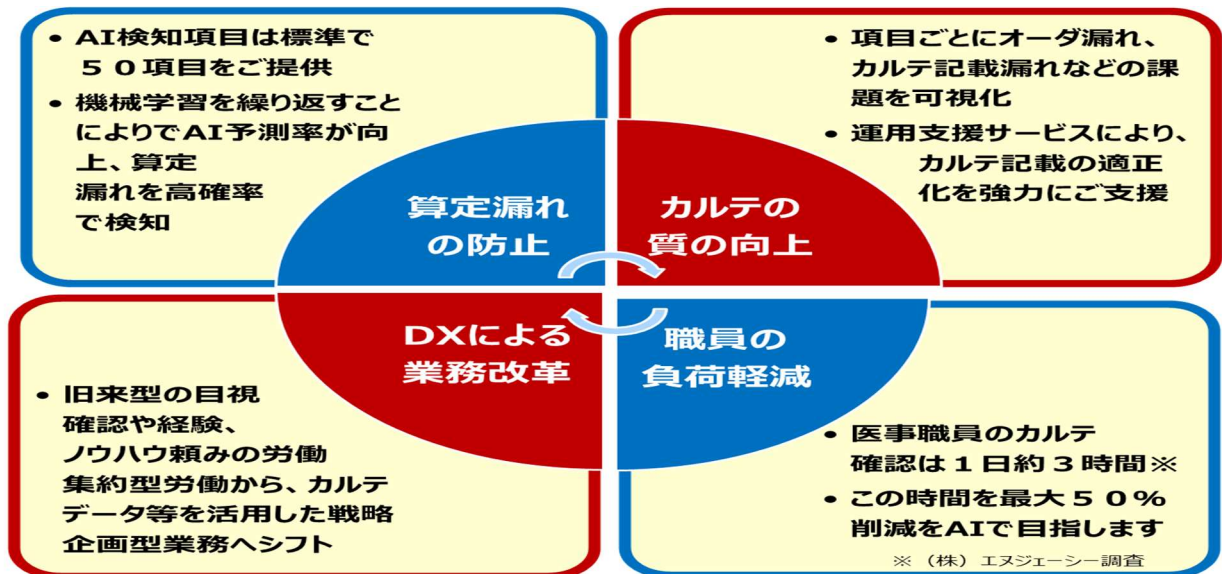 • AI検知項目は標準で
５０項目をご提供
• 機械学習を繰り返すこと
によりでAI予測率が向
上、算定
漏れを高確率
で検知
算定漏れ
の防止
• 項目ごとにオーダ漏れ、
カルテ記載漏れなどの課
題を可視化
• 運用支援サービスにより、
カルテ記載の適正
化を強力にご支援
カルテの
質の向上
DXによる
業務改革
• 旧来型の目視
確認や経験、
ノウハウ頼みの労働
集約型労働から、カルテ
データ等を活用した戦略
企画型業務へシフト
職員の
負荷軽減
• 医事職員のカルテ
確認は１日約３時間※
• この時間を最大５０％
削減をAIで目指します
※（株）エヌジェーシー調査